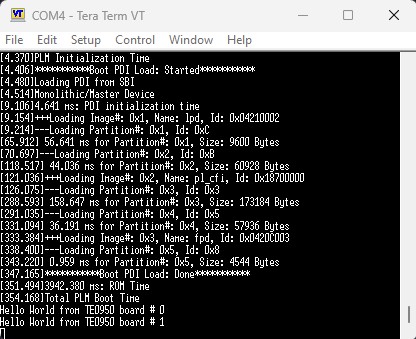 COM4 - Tera Term VT
File Edit Setup Control Window Help
[4.370]PLM Initialization Time
[4.406]***********Boot PDI Load: Started***********
[4.480]Loading PDI from SBI
[4.514]Monolithic/Master Device
[9.106]4.641 ms: PDI initialization time
[9.154]+++Loading Image#: 0x1, Name: lpd, Id: 0x04210002
[9.214]---Loading Partition#: 0x1, Id: 0xC
[65.912] 56.641 ms for Partition#: 0x1, Size: 9600 Bytes
[70.697]---Loading Partition#: 0x2, Id: 0xB
[118.517] 44.036 ms for Partition#: 0x2, Size: 60928 Bytes
[121.036]+++Loading Image#: 0x2, Name: pl_cfi, Id: 0x18700000
[126.075]---Loading Partition#: 0x3, Id: 0x3
[288.593] 158.647 ms for Partition#: 0x3, Size: 173184 Bytes
[291.035]---Loading Partition#: 0x4, Id: 0x5
[331.094] 36.191 ms for Partition#: 0x4, Size: 57936 Bytes
[333.384]+++Loading Image#: 0x3, Name: fpd, Id: 0x0420C003
[338.400]---Loading Partition#: 0x5, Id: 0x8
[343.220] 0.959 ms for Partition#: 0x5, Size: 4544 Bytes
[347.165]***********Boot PDI Load: Done***********
[351.494]3942.380 ms: ROM Time
[354.168]Total PLM Boot Time
Hello World from TE0950 board # 0
Hello World from TE0950 board # 1